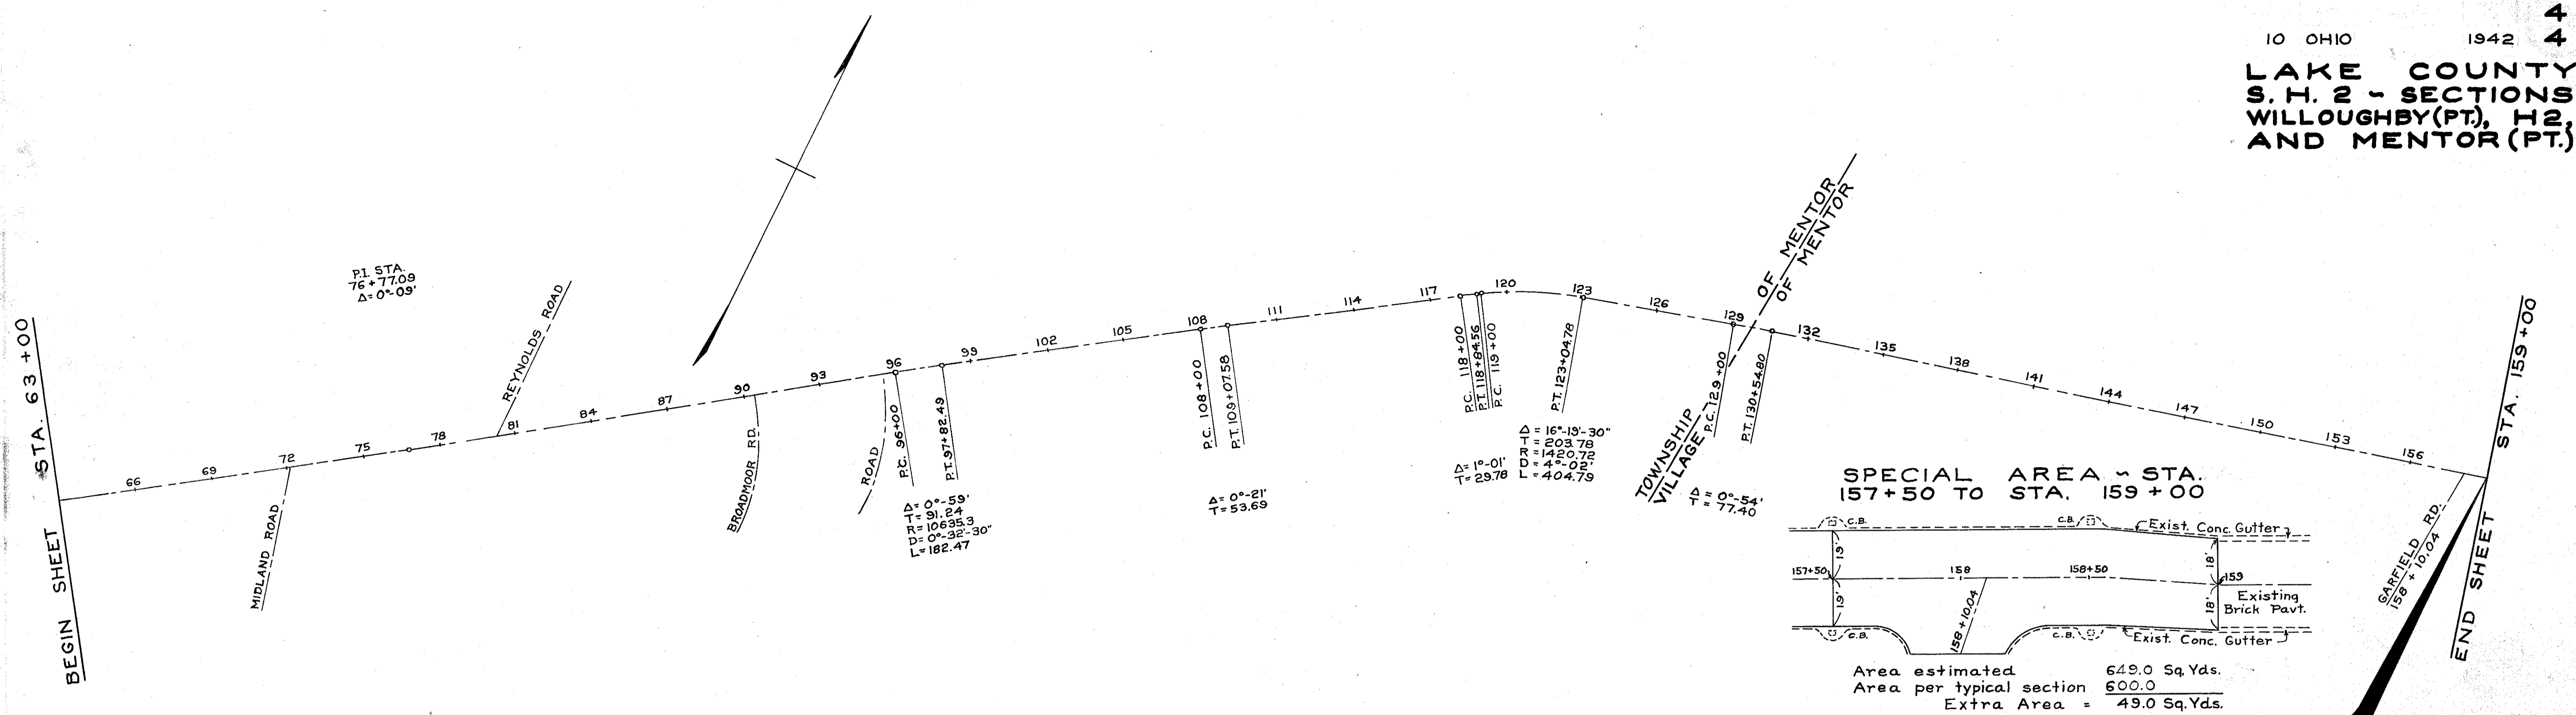 4
10 OHIO 1942 4
LAKE COUNTY
S. H. 2 ~ SECTIONS
WILLOUGHBY (PT.), H2,
AND MENTOR (PT.)
BEGIN SHEET STA. 63+00
P.I. STA.
76+77.09
Δ= 0°-09'
66
69
72
75
78
81
84
87
90
93
96
99
102
105
108
111
114
117
120
123
126
129
132
135
138
141
144
147
150
153
156
MIDLAND ROAD
REYNOLDS ROAD
BROADMOOR RD.
ROAD
P.C. 96+00
P.T. 97+82.49
Δ= 0°-59'
T= 91.24
R= 10635.3
D= 0°-32'-30"
L= 182.47
P.C. 108+00
P.T. 109+07.58
Δ= 0°-21'
T= 53.69
P.C. 118+00
P.T. 118+84.56
P.C. 119+00
P.T. 123+04.78
Δ= 1°-01'
T= 29.78
Δ = 16°-19'-30"
T = 203.78
R = 1420.72
D = 4°-02'
L = 404.79
TOWNSHIP OF MENTOR
VILLAGE OF MENTOR
P.C. 129+00
P.T. 130+54.80
Δ = 0°-54'
T = 77.40
GARFIELD RD.
158 + 10.04
END SHEET STA. 159+00
SPECIAL AREA ~ STA.
157+50 TO STA. 159+00
C.B.
C.B.
Exist. Conc. Gutter
19'
18'
157+50
158
158+50
159
Existing
Brick Pavt.
19'
18'
158+10.04
C.B.
C.B.
Exist. Conc. Gutter
Area estimated 649.0 Sq. Yds.
Area per typical section 600.0
Extra Area = 49.0 Sq. Yds.